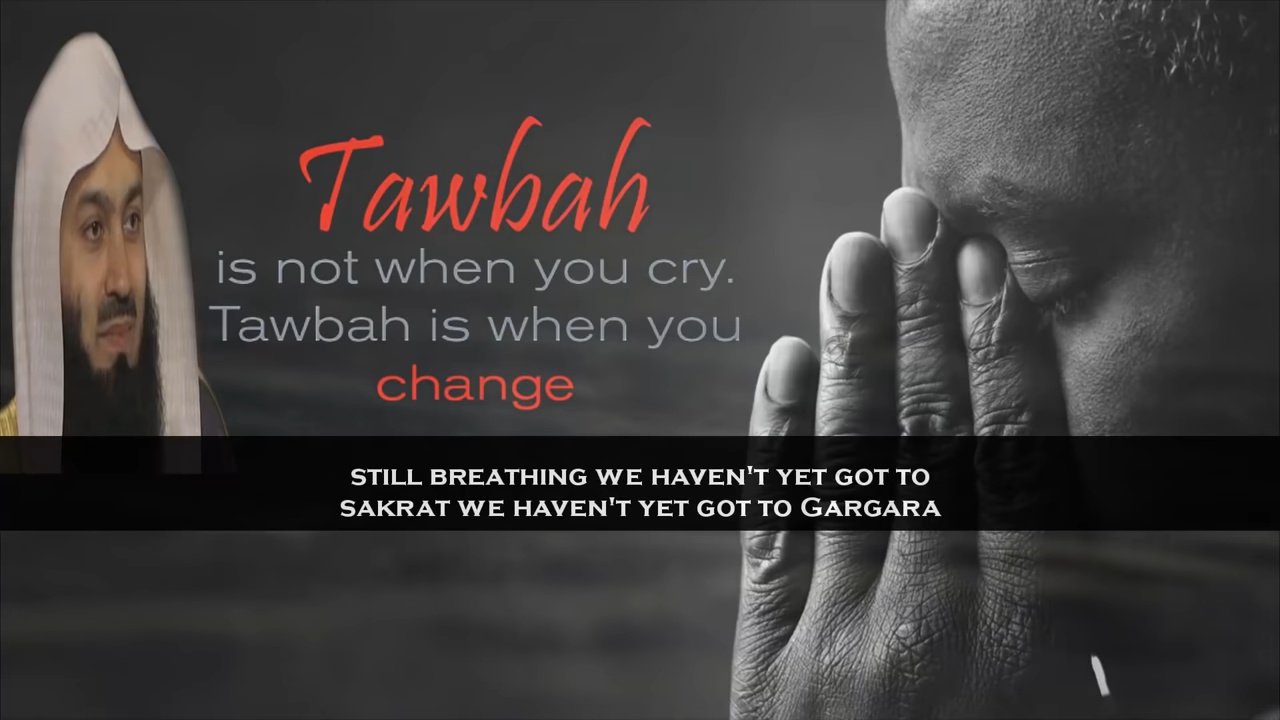 Tawbah
is not when you cry.
Tawbah is when you
change
STILL BREATHING WE HAVEN'T YET GOT TO
SAKRAT WE HAVEN'T YET GOT TO GARGARA